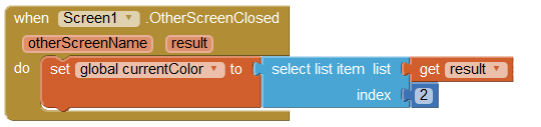 when Screen1 .OtherScreenClosed
otherScreenName result
do set global currentColor to select list item list get result
index 2